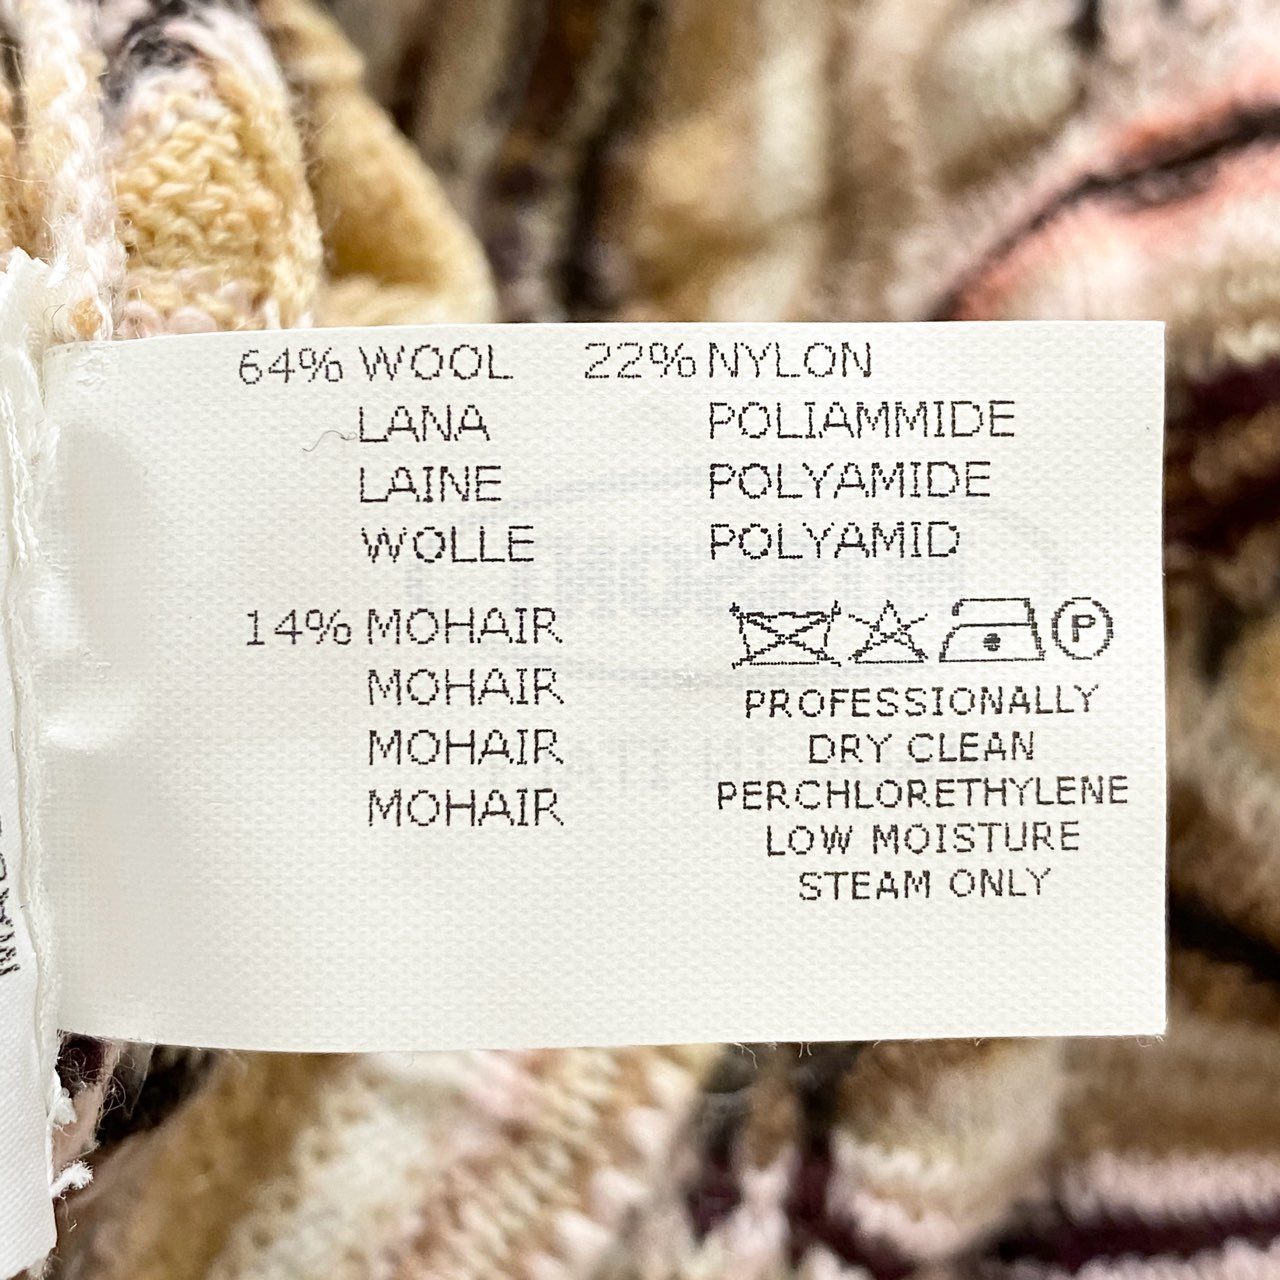 64% WOOL
LANA
LAINE
WOLLE
14% MOHAIR
MOHAIR
MOHAIR
MOHAIR
22% NYLON
POLIAMMIDE
POLYAMIDE
POLYAMID
P
PROFESSIONALLY
DRY CLEAN
PERCHLORETHYLENE
LOW MOISTURE
STEAM ONLY